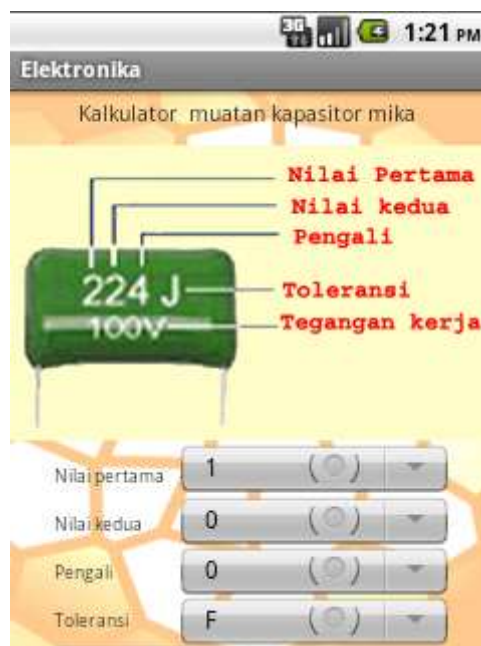 3G 1:21 PM
Elektronika
Kalkulator muatan kapasitor mika
Nilai Pertama
Nilai kedua
Pengali
224 J Toleransi
100V Tegangan kerja
Nilai pertama 1
Nilai kedua 0
Pengali 0
Toleransi F